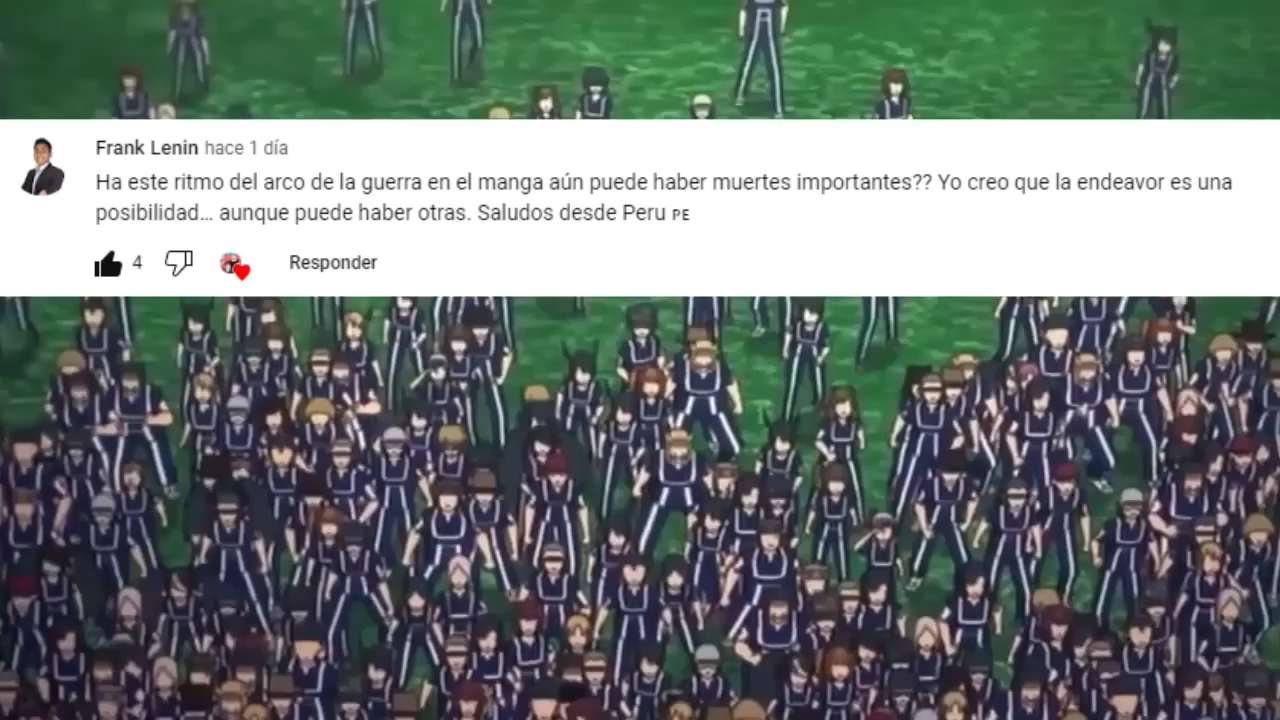 Frank Lenin hace 1 día
Ha este ritmo del arco de la guerra en el manga aún puede haber muertes importantes?? Yo creo que la endeavor es una
posibilidad... aunque puede haber otras. Saludos desde Peru PE
4 Responder